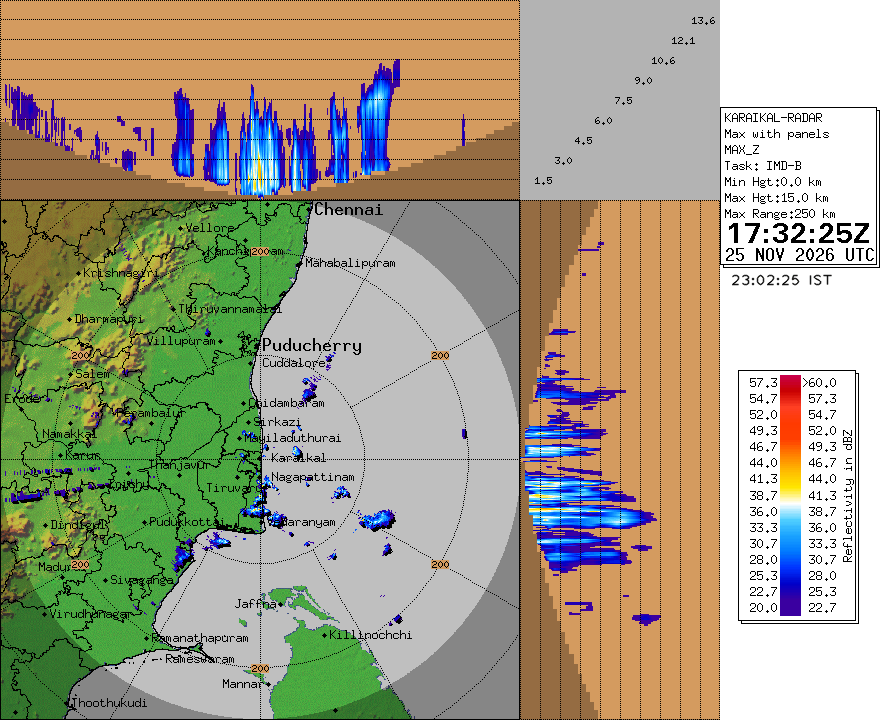 13.6
12.1
10.6
9.0
7.5
6.0
4.5
3.0
1.5
KARAIKAL-RADAR
Max with panels
MAX_Z
Task: IMD-B
Min Hgt:0.0 km
Max Hgt:15.0 km
Max Range:250 km
17:32:25Z
25 NOV 2026 UTC
23:02:25 IST
Chennai
Vellore
200
Mahabalipuram
Krishnagiri
Thiruvannamalai
Dharmapuri
Villupuram
Puducherry
200
200
Cuddalore
Salem
Chidambaram
Perambalur
Sirkazi
Namakkal
Mayiladuthurai
Karur
Thanjavur
Karaikal
Nagapattinam
Pudukkottai
Vedaranyam
200
200
Sivaganga
Jaffna
Virudhunagar
Ramanathapuram
Killinochchi
Rameswaram
200
Mannar
Thoothukudi
57.3 >60.0
54.7 57.3
52.0 54.7
49.3 52.0
46.7 49.3
44.0 46.7
41.3 44.0
38.7 41.3
36.0 38.7
33.3 36.0
30.7 33.3
28.0 30.7
25.3 28.0
22.7 25.3
20.0 22.7
Reflectivity in dBZ